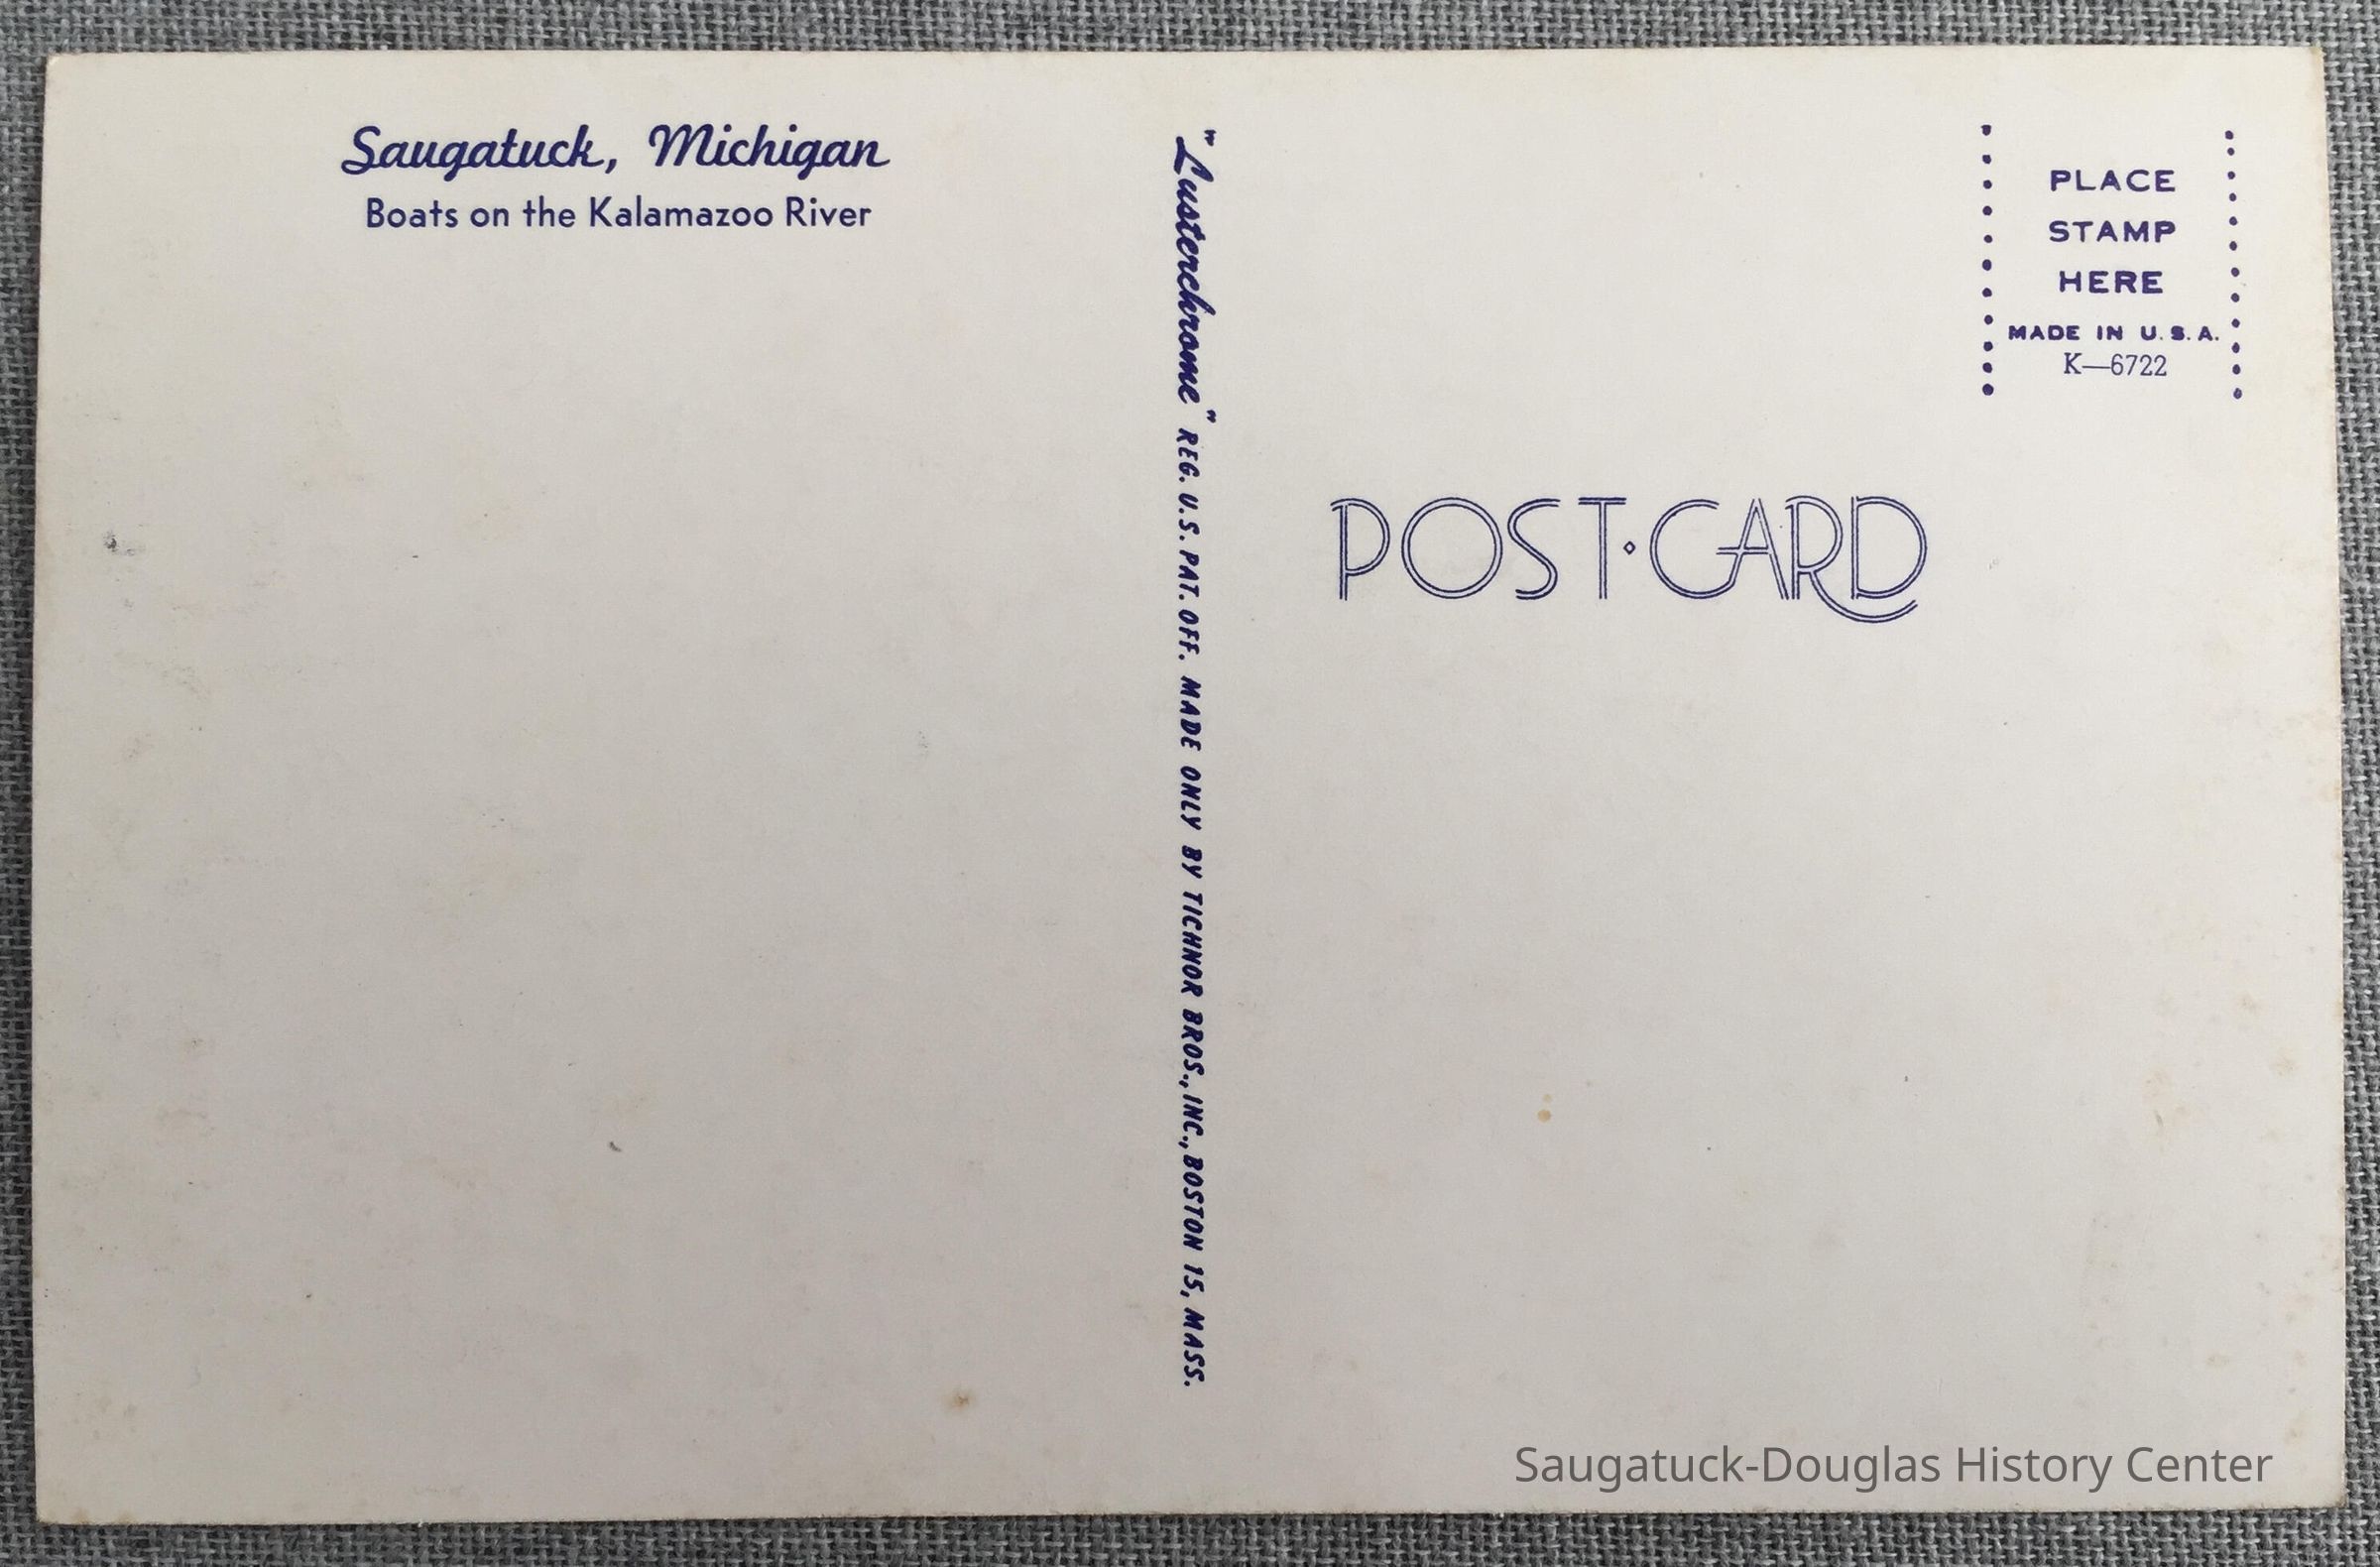 Saugatuck, Michigan
Boats on the Kalamazoo River
"Lusterchrome" REG. U.S. PAT. OFF. MADE ONLY BY TICHNOR BROS., INC., BOSTON 15, MASS.
PLACE
STAMP
HERE
MADE IN U.S.A.
K—6722
POST·CARD
Saugatuck-Douglas History Center